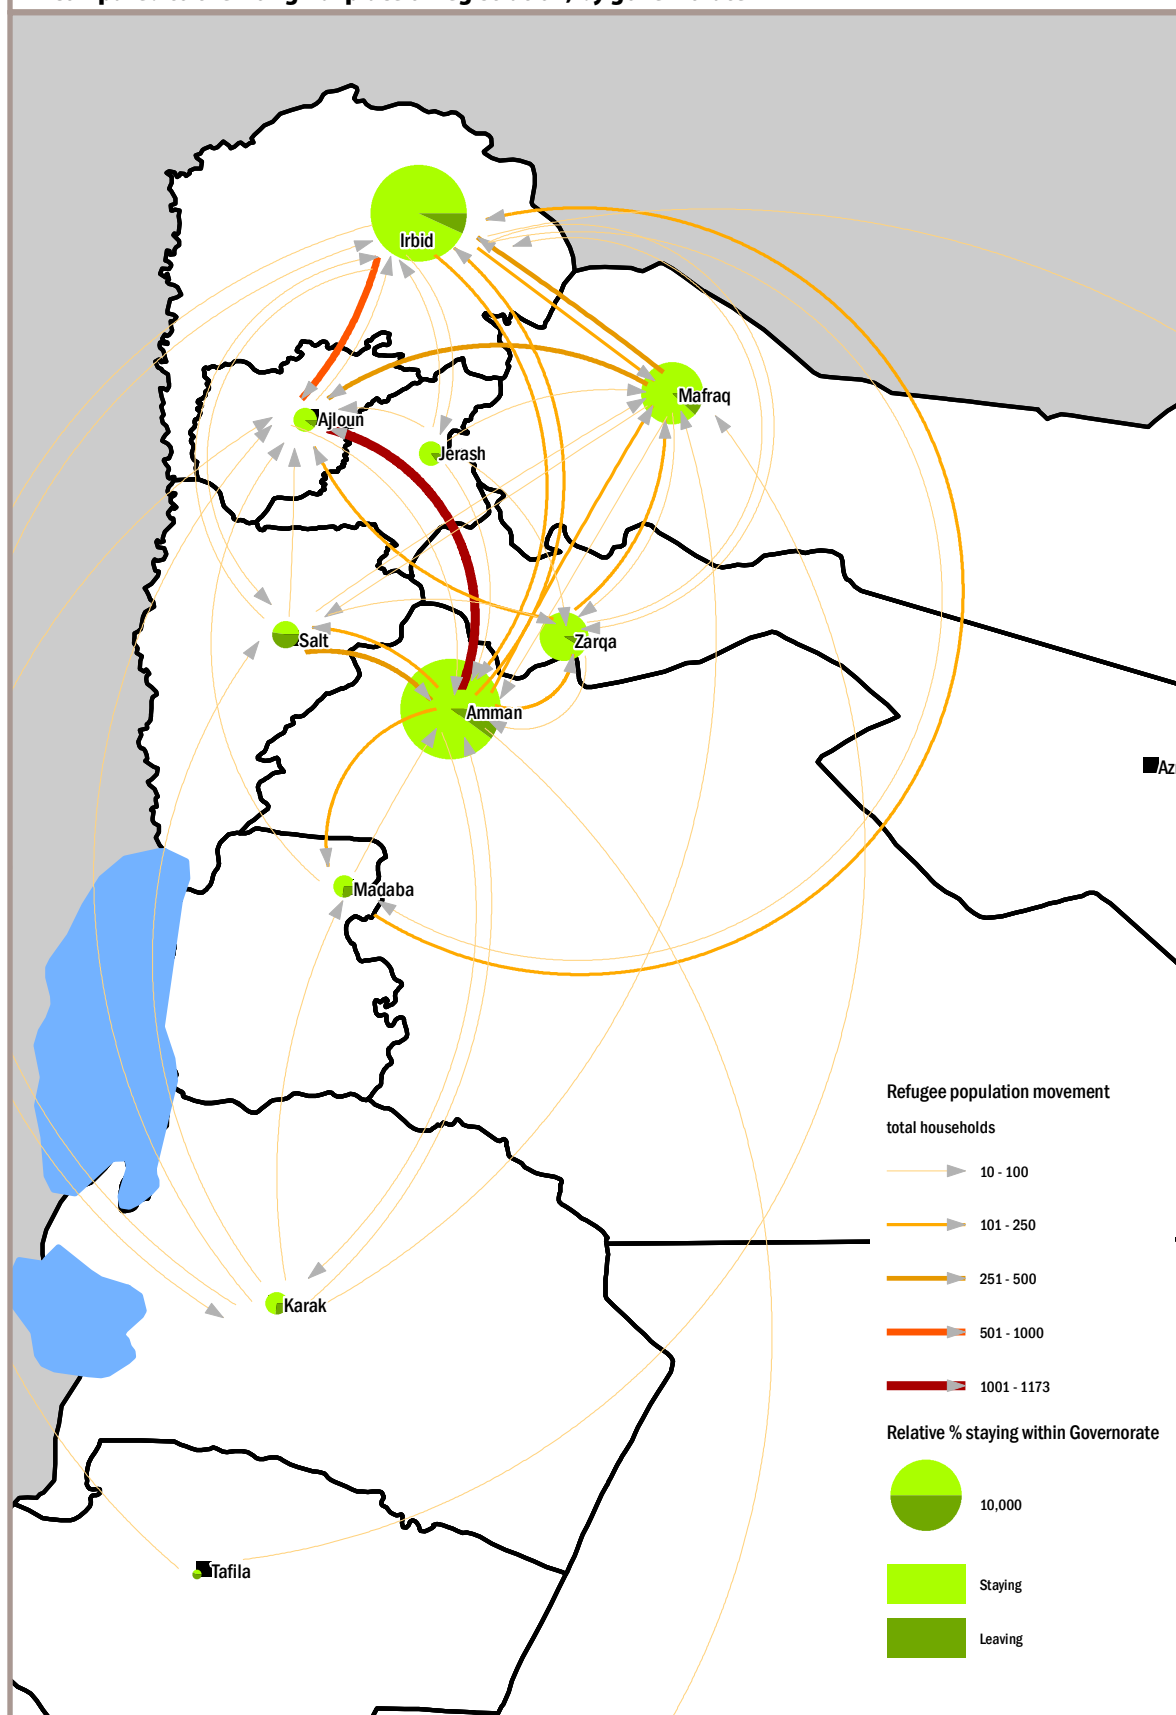 Irbid
Mafraq
Ajloun
Jerash
Salt
Zarqa
Amman
Madaba
Karak
Tafila
Refugee population movement
total households
10 - 100
101 - 250
251 - 500
501 - 1000
1001 - 1173
Relative % staying within Governorate
10,000
Staying
Leaving